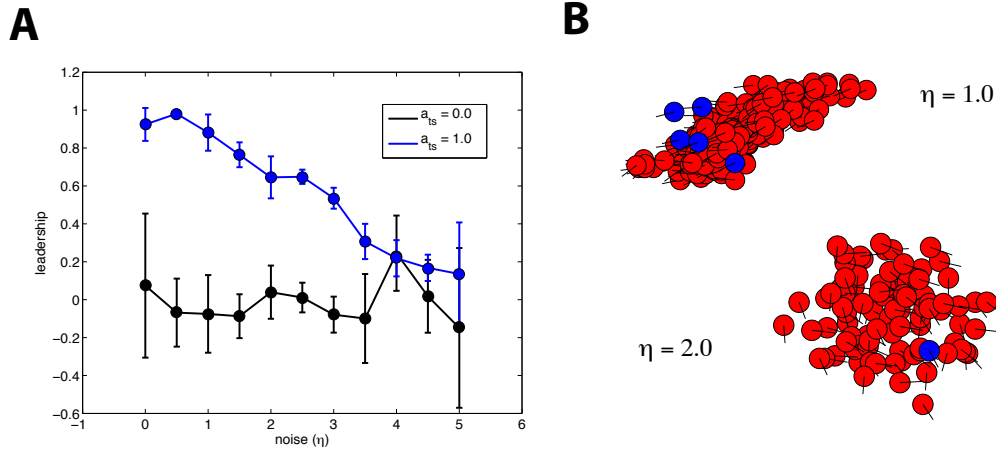 A
B
1.2
1
0.8
0.6
0.4
0.2
0
−0.2
−0.4
−0.6
leadership
a_ts = 0.0
a_ts = 1.0
−1 0 1 2 3 4 5 6
noise (η)
η = 1.0
η = 2.0